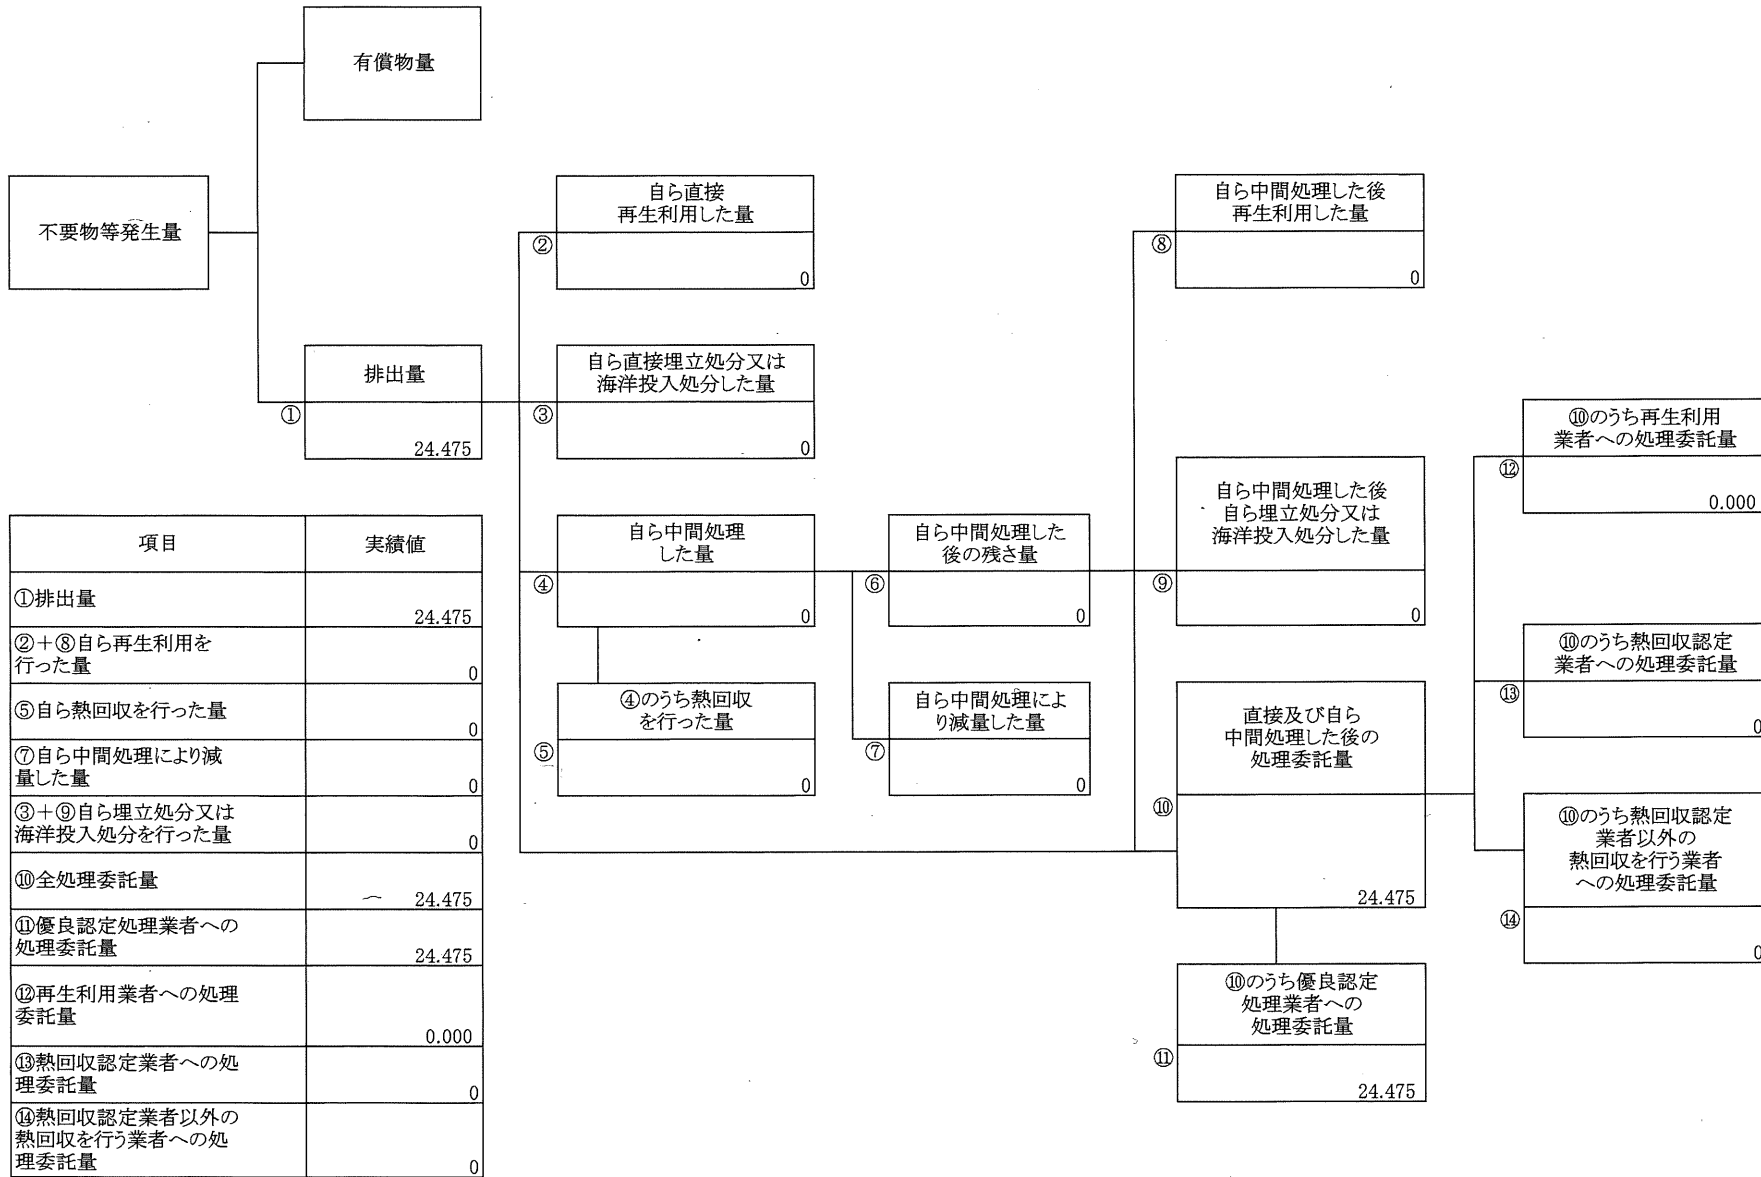 有償物量
不要物等発生量
排出量
①
24.475
自ら直接
再生利用した量
②
0
自ら直接埋立処分又は
海洋投入処分した量
③
0
自ら中間処理
した量
④
0
④のうち熱回収
を行った量
⑤
0
自ら中間処理した
後の残さ量
⑥
0
自ら中間処理によ
り減量した量
⑦
0
自ら中間処理した後
再生利用した量
⑧
0
自ら中間処理した後
自ら埋立処分又は
海洋投入処分した量
⑨
0
直接及び自ら
中間処理した後の
処理委託量
⑩
24.475
⑩のうち優良認定
処理業者への
処理委託量
⑪
24.475
⑩のうち再生利用
業者への処理委託量
⑫
0.000
⑩のうち熱回収認定
業者への処理委託量
⑬
0
⑩のうち熱回収認定
業者以外の
熱回収を行う業者
への処理委託量
⑭
0
項目 実績値
①排出量
24.475
②＋⑧自ら再生利用を
行った量
0
⑤自ら熱回収を行った量
0
⑦自ら中間処理により減
量した量
0
③＋⑨自ら埋立処分又は
海洋投入処分を行った量
0
⑩全処理委託量
24.475
⑪優良認定処理業者への
処理委託量
24.475
⑫再生利用業者への処理
委託量
0.000
⑬熱回収認定業者への処
理委託量
0
⑭熱回収認定業者以外の
熱回収を行う業者への処
理委託量
0